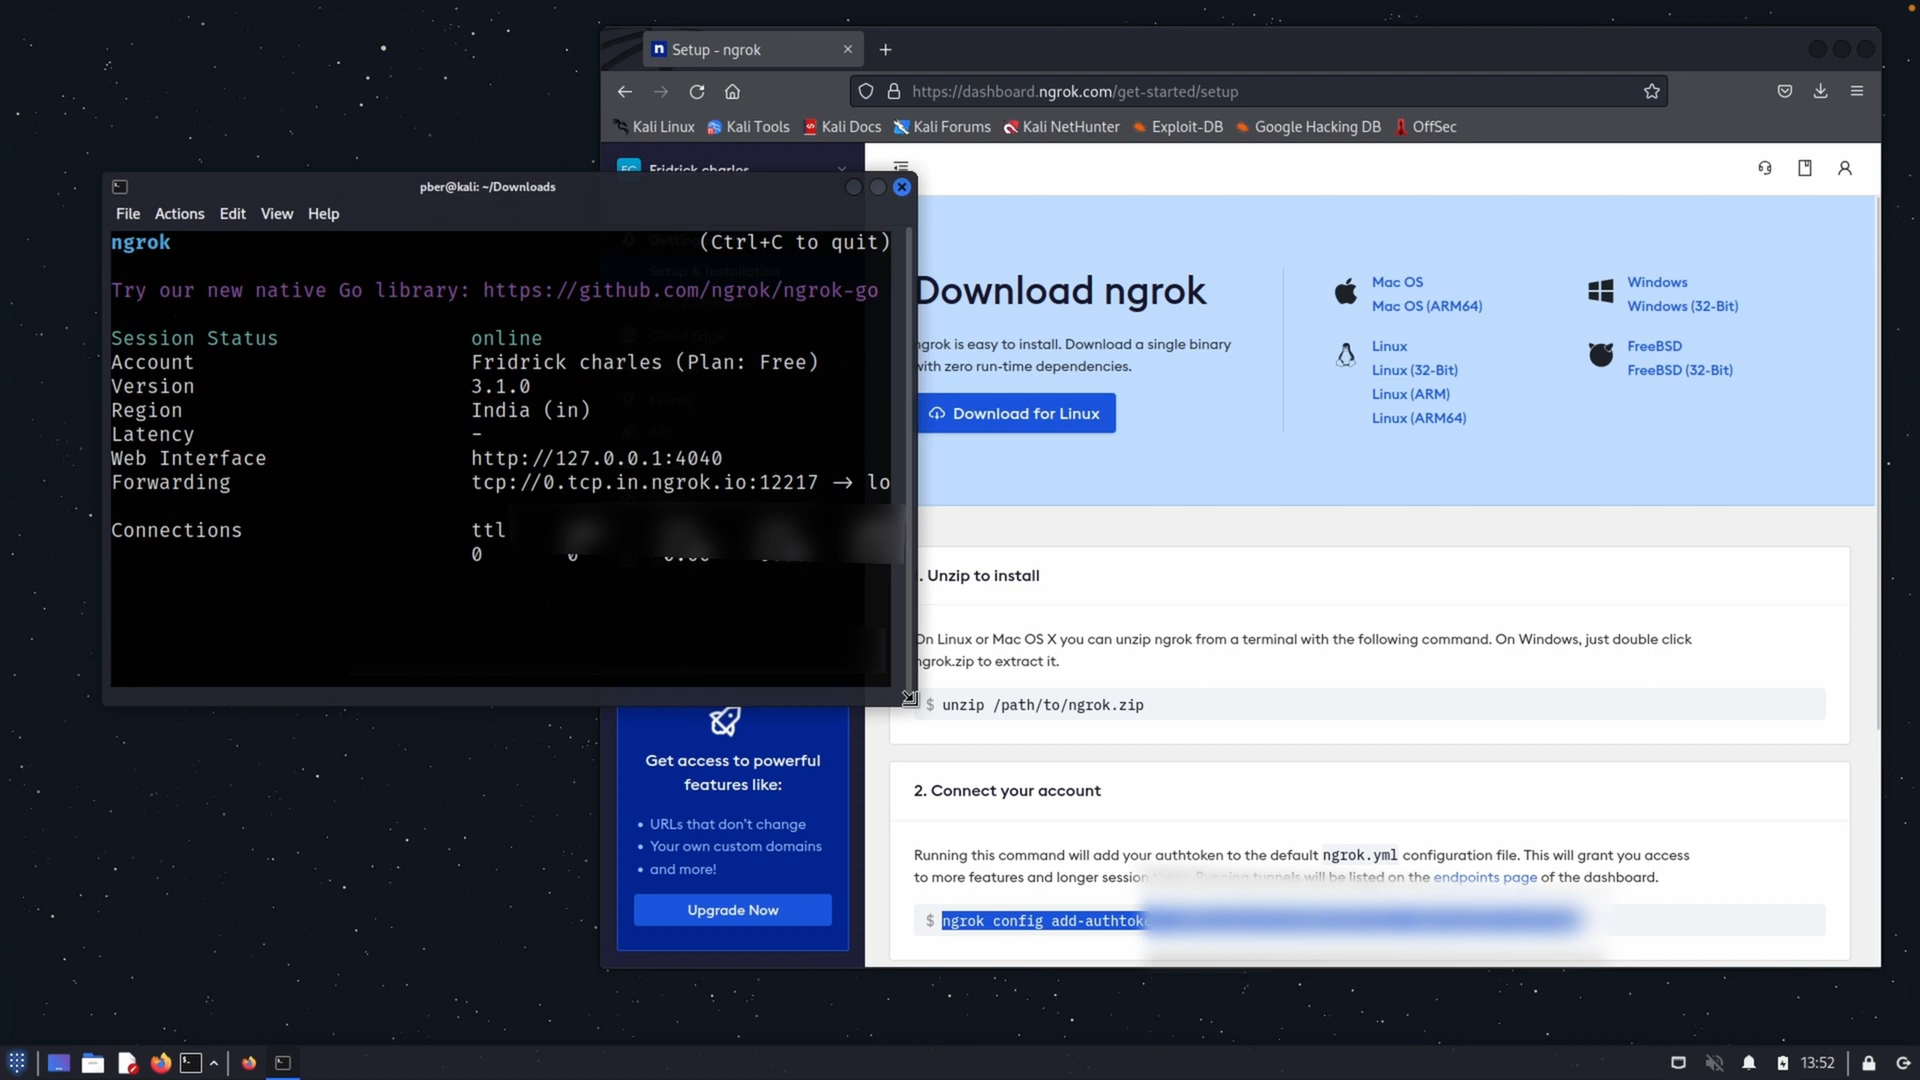 Setup - ngrok
https://dashboard.ngrok.com/get-started/setup
Kali Linux Kali Tools Kali Docs Kali Forums Kali NetHunter Exploit-DB Google Hacking DB OffSec
Fridrick charles
pber@kali: ~/Downloads
File Actions Edit View Help
ngrok (Ctrl+C to quit)
Try our new native Go library: https://github.com/ngrok/ngrok-go
Session Status online
Account Fridrick charles (Plan: Free)
Version 3.1.0
Region India (in)
Latency -
Web Interface http://127.0.0.1:4040
Forwarding tcp://0.tcp.in.ngrok.io:12217 → lo
Connections ttl
0 0
Setup & Installation
Cloud Edge
Events
Get access to powerful
features like:
• URLs that don't change
• Your own custom domains
• and more!
Upgrade Now
Download ngrok
ngrok is easy to install. Download a single binary
with zero run-time dependencies.
Download for Linux
Mac OS
Mac OS (ARM64)
Linux
Linux (32-Bit)
Linux (ARM)
Linux (ARM64)
Windows
Windows (32-Bit)
FreeBSD
FreeBSD (32-Bit)
. Unzip to install
On Linux or Mac OS X you can unzip ngrok from a terminal with the following command. On Windows, just double click
ngrok.zip to extract it.
$ unzip /path/to/ngrok.zip
2. Connect your account
Running this command will add your authtoken to the default ngrok.yml configuration file. This will grant you access
to more features and longer session Running tunnels will be listed on the endpoints page of the dashboard.
$ ngrok config add-authtoke
13:52